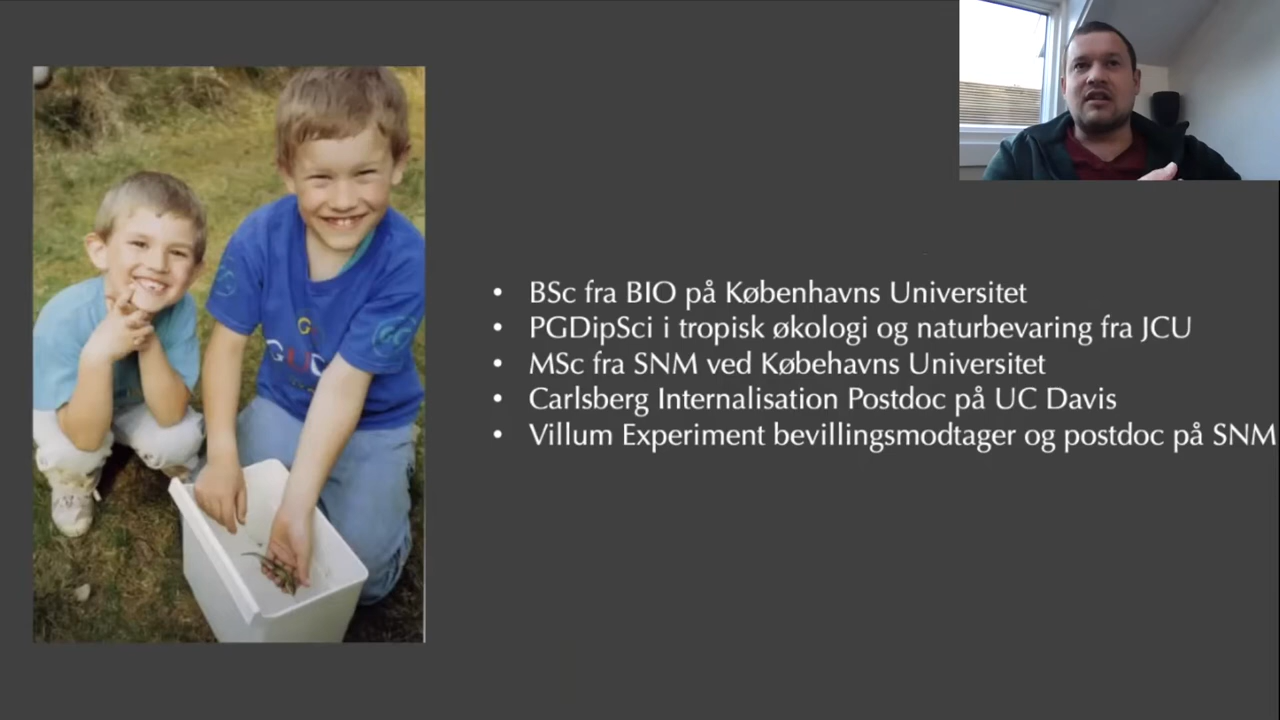 • BSc fra BIO på Københavns Universitet
• PGDipSci i tropisk økologi og naturbevaring fra JCU
• MSc fra SNM ved Købehavns Universitet
• Carlsberg Internalisation Postdoc på UC Davis
• Villum Experiment bevillingsmodtager og postdoc på SNM